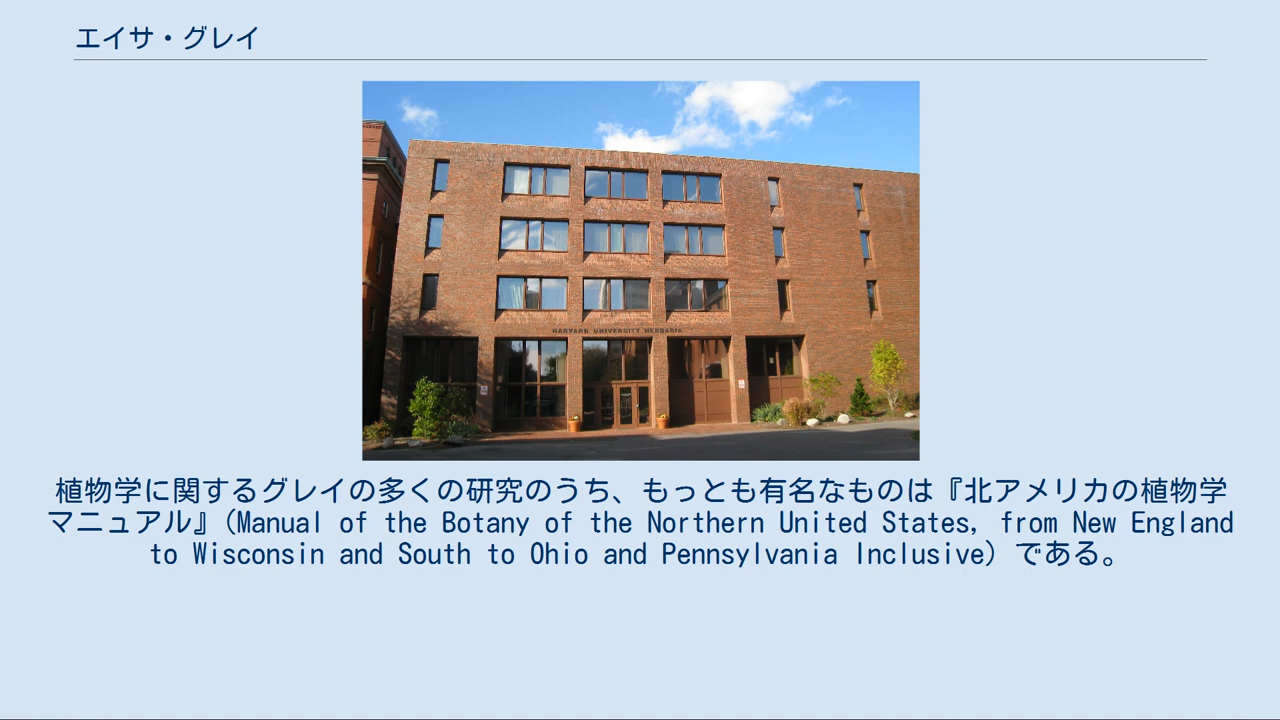 エイサ・グレイ
HARVARD UNIVERSITY HERBARIA
植物学に関するグレイの多くの研究のうち、もっとも有名なものは『北アメリカの植物学
マニュアル』(Manual of the Botany of the Northern United States, from New England
to Wisconsin and South to Ohio and Pennsylvania Inclusive) である。